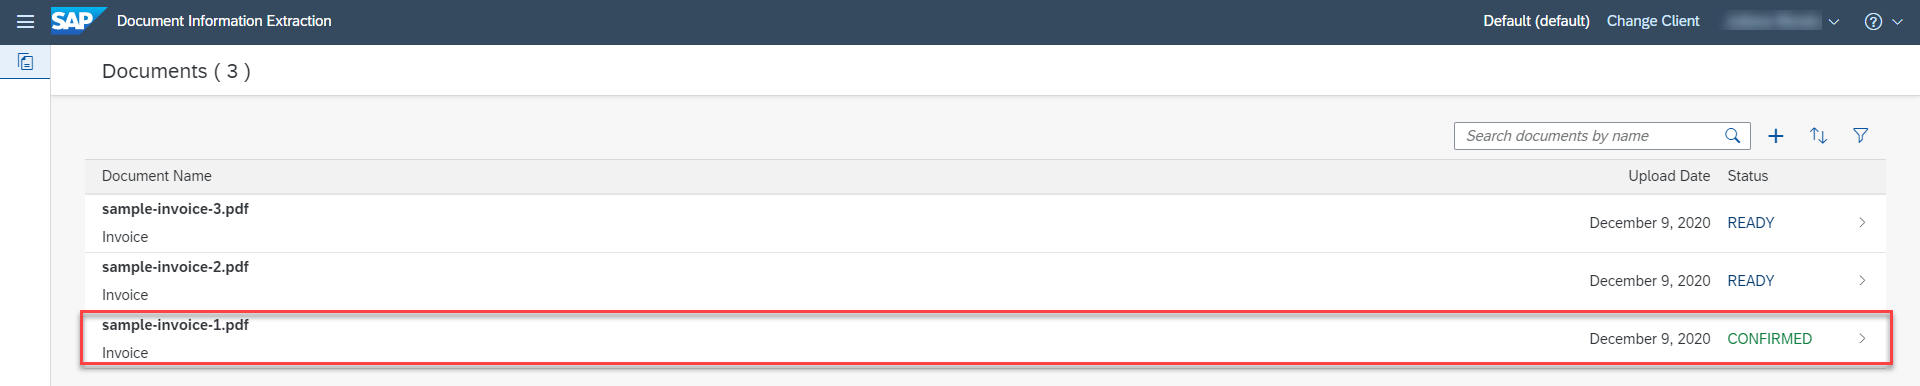 SAP Document Information Extraction Default (default) Change Client
Documents ( 3 )
Search documents by name
Document Name Upload Date Status
sample-invoice-3.pdf
Invoice December 9, 2020 READY
sample-invoice-2.pdf
Invoice December 9, 2020 READY
sample-invoice-1.pdf
Invoice December 9, 2020 CONFIRMED